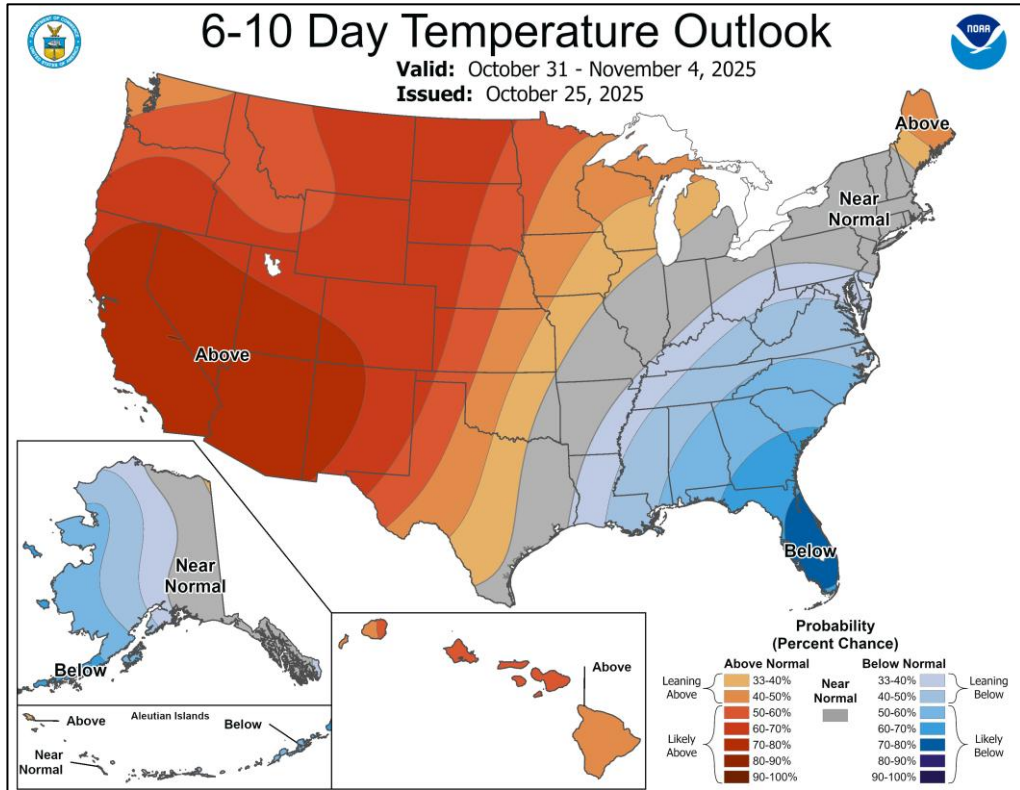 6-10 Day Temperature Outlook
Valid: October 31 - November 4, 2025
Issued: October 25, 2025
NOAA
Above
Near
Normal
Above
Below
Near
Normal
Below
Above
Aleutian Islands
Below
Near
Normal
Above
Probability
(Percent Chance)
Above Normal
Below Normal
Leaning
Above
33-40%
40-50%
Likely
Above
50-60%
60-70%
70-80%
80-90%
90-100%
Near
Normal
33-40%
40-50%
Leaning
Below
50-60%
60-70%
70-80%
80-90%
90-100%
Likely
Below